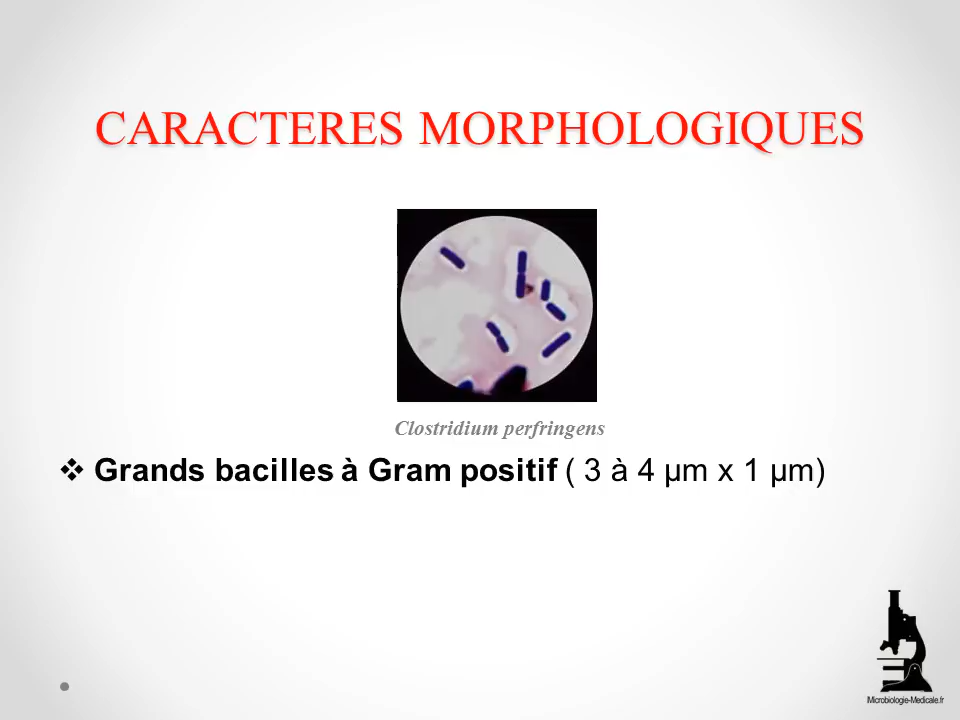 CARACTERES MORPHOLOGIQUES
Clostridium perfringens
❖ Grands bacilles à Gram positif ( 3 à 4 µm x 1 µm)
•
Microbiologie-Medicale.fr